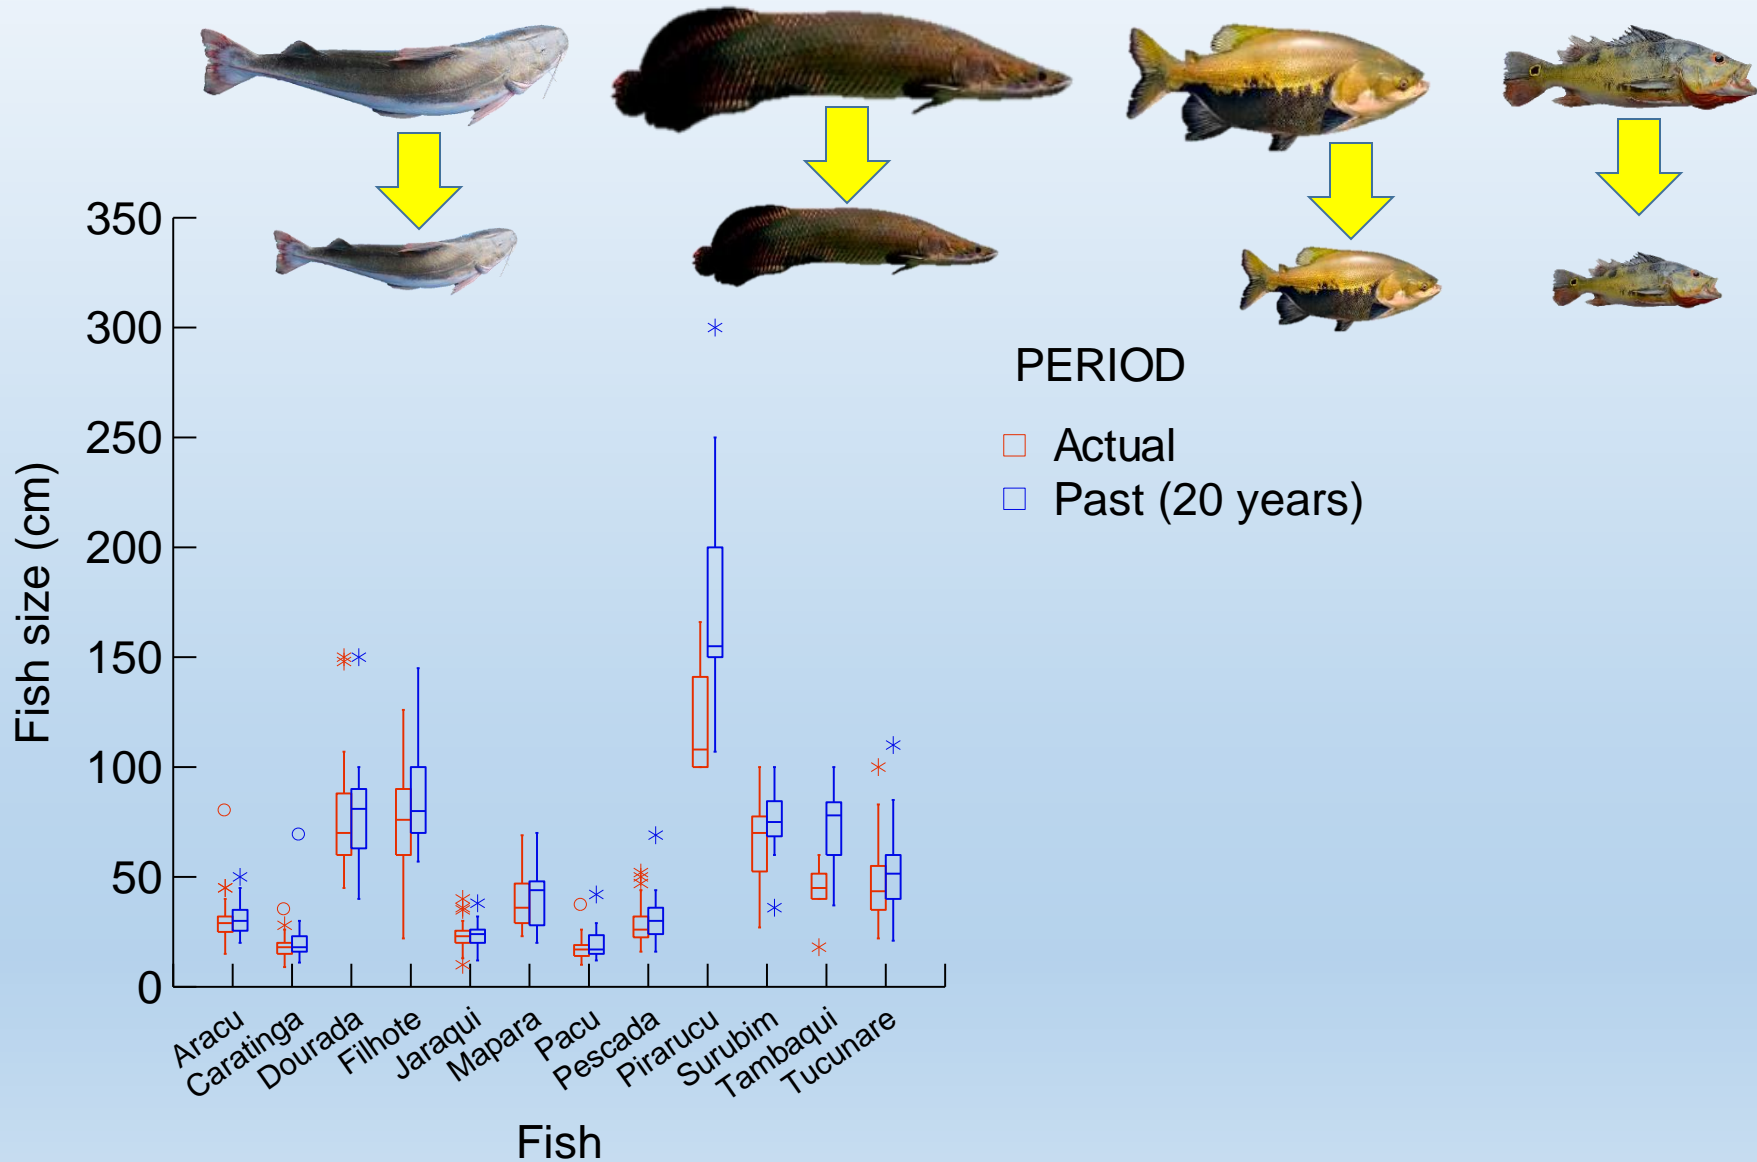 350
300
250
200
150
100
50
0
Fish size (cm)
PERIOD
Actual
Past (20 years)
Aracu
Caratinga
Dourada
Filhote
Jaraqui
Mapara
Pacu
Pescada
Pirarucu
Surubim
Tambaqui
Tucunare
Fish